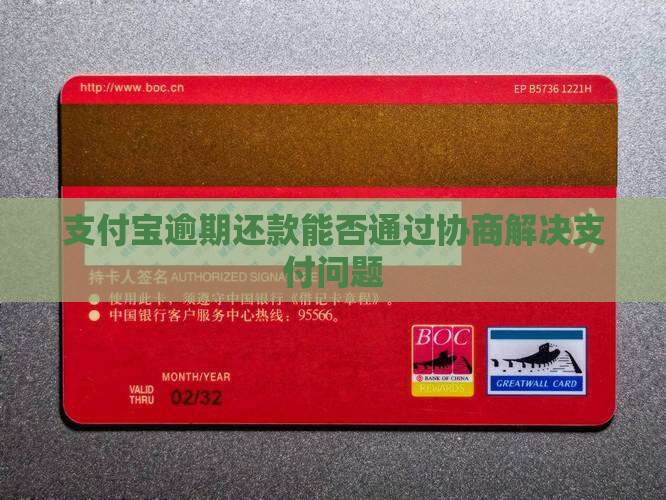 http://www.boc.cn
EP B5736 1221H
支付宝逾期还款能否通过协商解决支
付问题
持卡人签名 AUTHORIZED SIGNA
使用此卡，须遵守中国银行《借记卡章程》。
中国银行客户服务中心热线：95566。
BOC
BANK OF CHINA
REWARDS
GREATWALL CARD
MONTH/YEAR
VALID
THRU
02/32